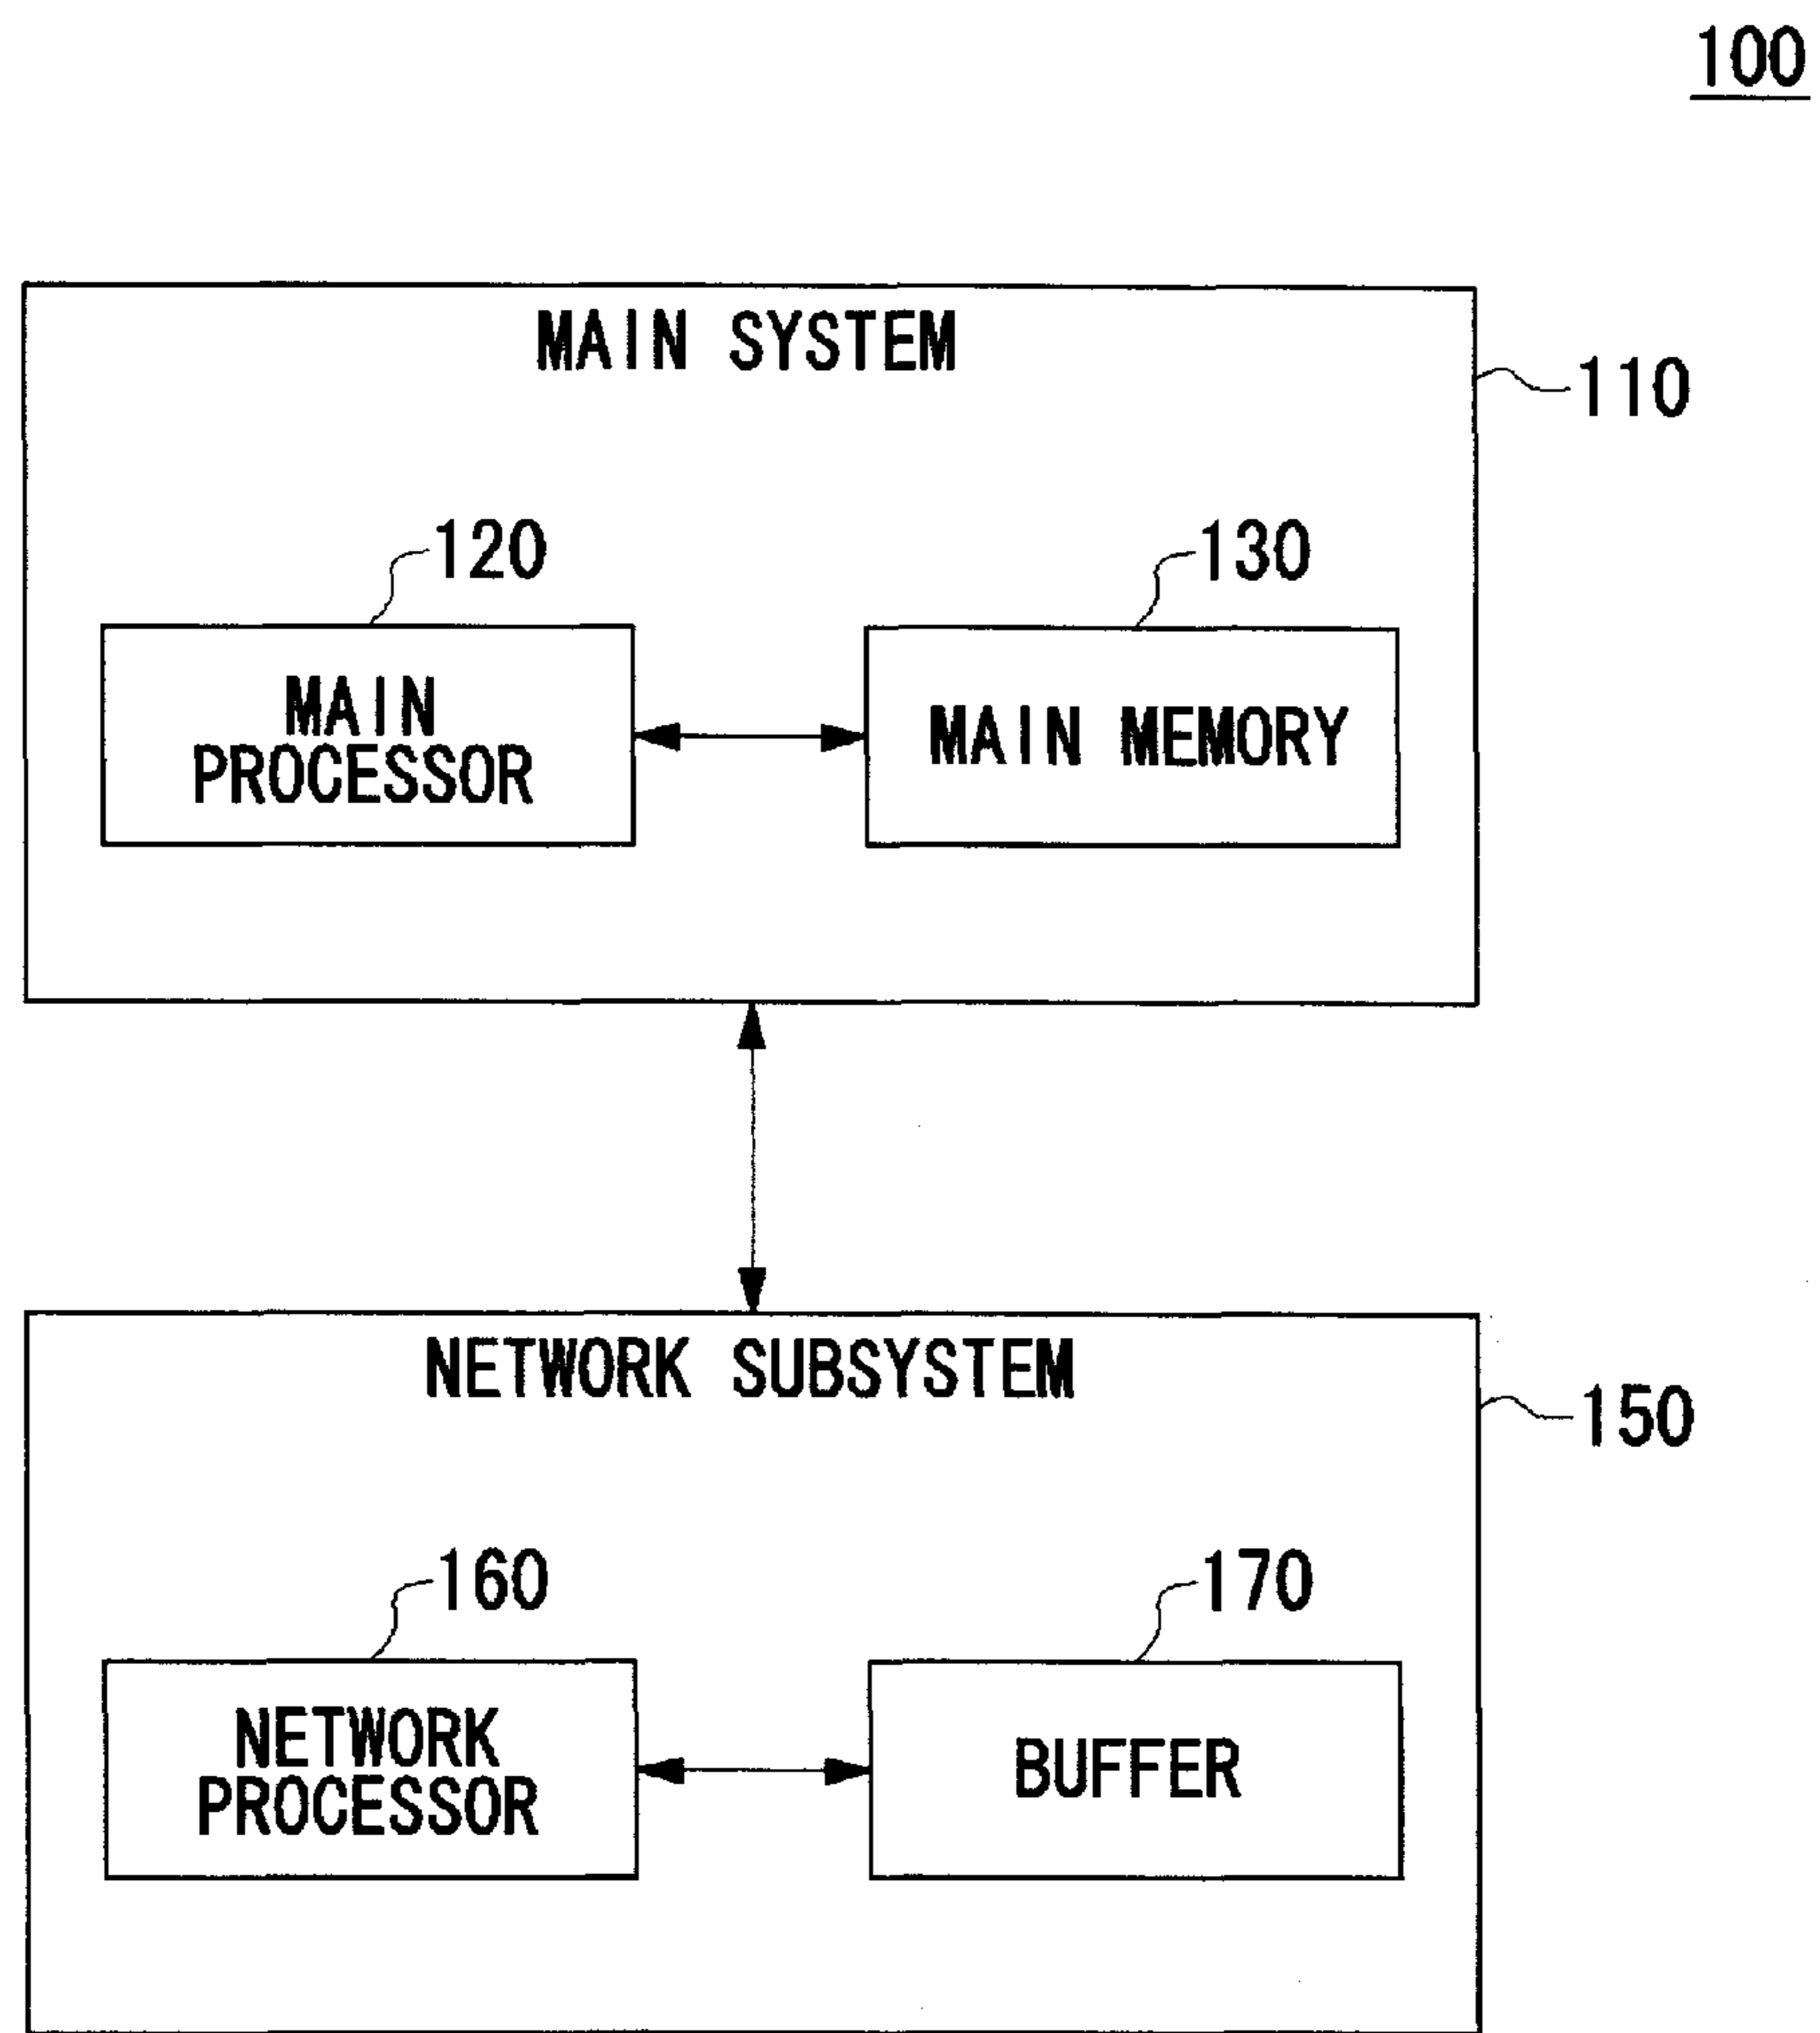 100
MAIN SYSTEM
110
120
130
MAIN
PROCESSOR
MAIN MEMORY
NETWORK SUBSYSTEM
150
160
170
NETWORK
PROCESSOR
BUFFER